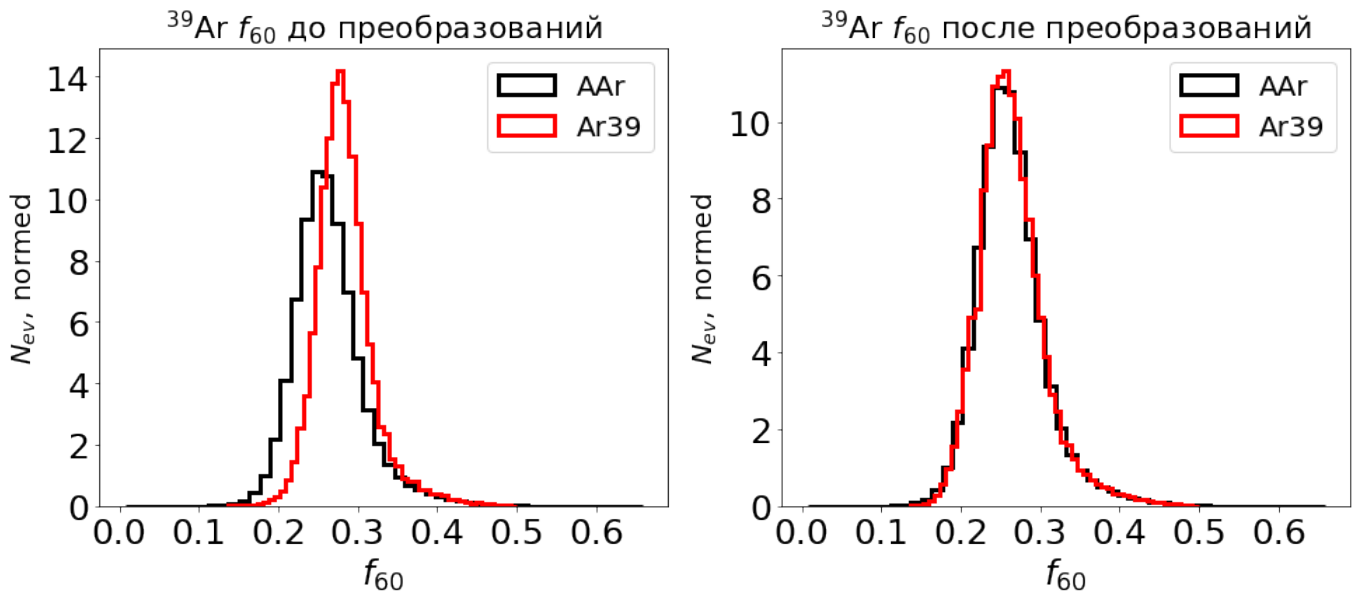 ³⁹Ar f₆₀ до преобразований
AAr
Ar39
14
12
10
8
6
4
2
0
N_ev, normed
0.0 0.1 0.2 0.3 0.4 0.5 0.6
f₆₀
³⁹Ar f₆₀ после преобразований
AAr
Ar39
10
8
6
4
2
0
N_ev, normed
0.0 0.1 0.2 0.3 0.4 0.5 0.6
f₆₀